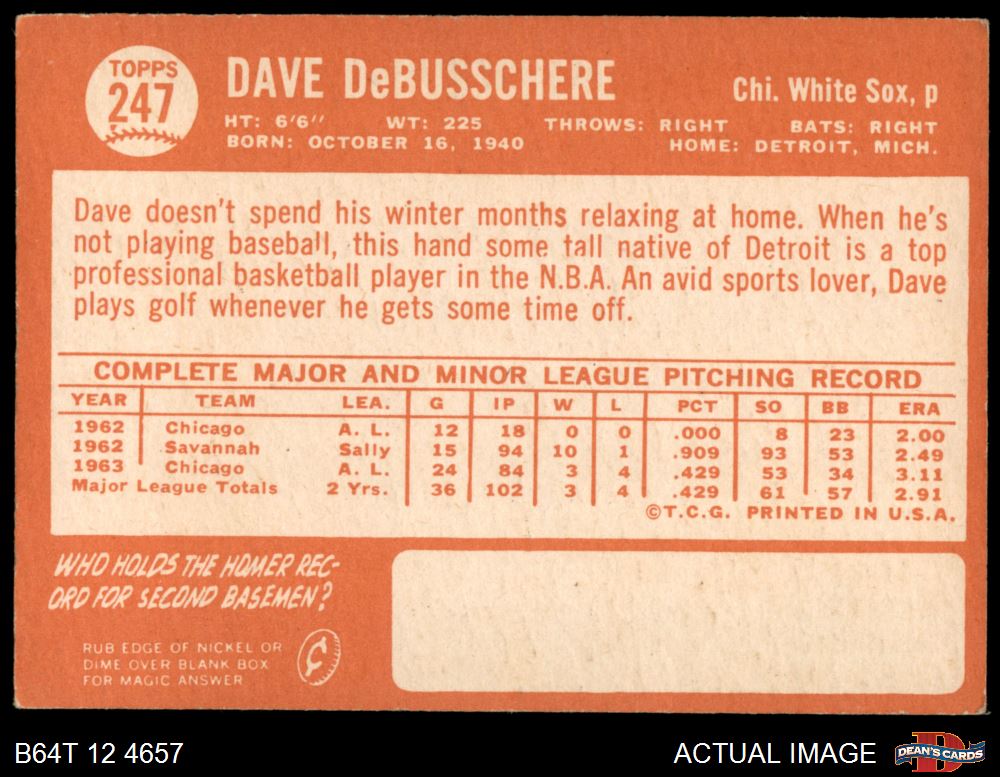 TOPPS
247
DAVE DeBUSSCHERE
Chi. White Sox, p
HT: 6'6" WT: 225 THROWS: RIGHT BATS: RIGHT
BORN: OCTOBER 16, 1940 HOME: DETROIT, MICH.
Dave doesn't spend his winter months relaxing at home. When he's
not playing baseball, this hand some tall native of Detroit is a top
professional basketball player in the N.B.A. An avid sports lover, Dave
plays golf whenever he gets some time off.
COMPLETE MAJOR AND MINOR LEAGUE PITCHING RECORD
YEAR TEAM LEA. G IP W L PCT SO BB ERA
1962 Chicago A. L. 12 18 0 0 .000 8 23 2.00
1962 Savannah Sally 15 94 10 1 .909 93 53 2.49
1963 Chicago A. L. 24 84 3 4 .429 53 34 3.11
Major League Totals 2 Yrs. 36 102 3 4 .429 61 57 2.91
©T.C.G. PRINTED IN U.S.A.
WHO HOLDS THE HOMER REC-
ORD FOR SECOND BASEMEN?
RUB EDGE OF NICKEL OR
DIME OVER BLANK BOX
FOR MAGIC ANSWER
¢
B64T 12 4657
ACTUAL IMAGE
D
DEAN'S CARDS